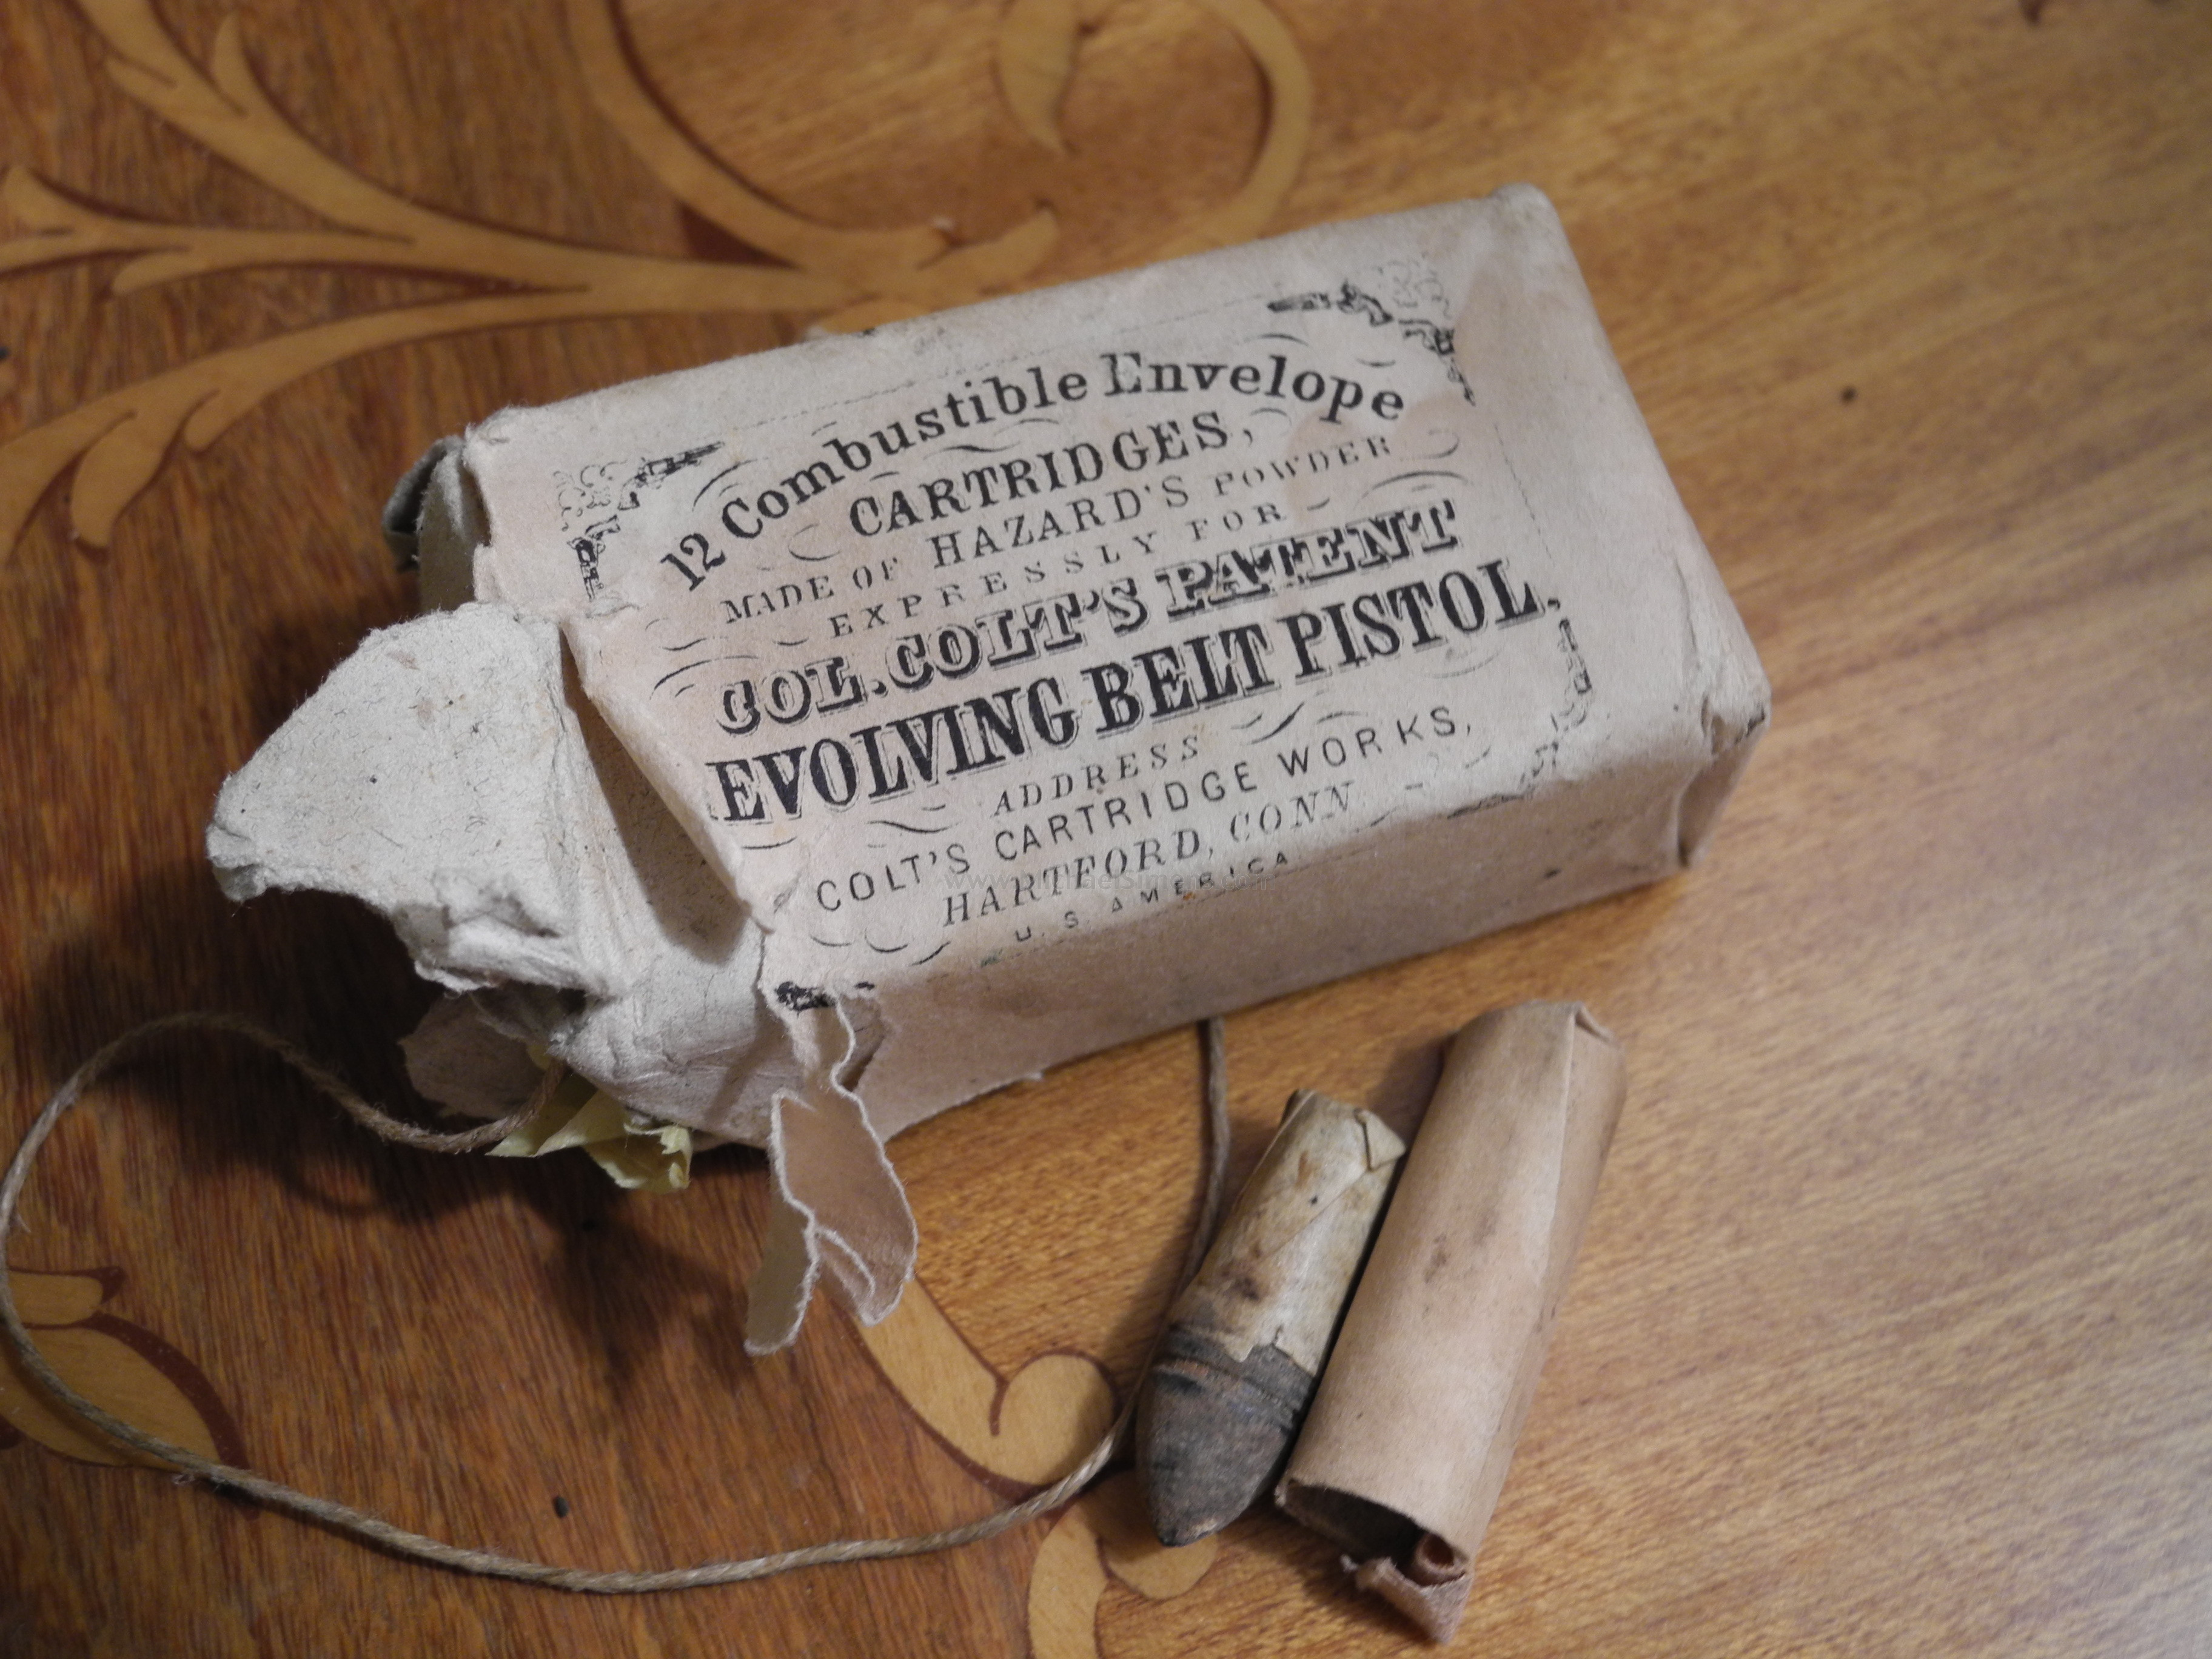 12 Combustible Envelope
CARTRIDGES,
MADE OF HAZARD'S POWDER
EXPRESSLY FOR
COL. COLT'S PATENT
EVOLVING BELT PISTOL.
ADDRESS
COLT'S CARTRIDGE WORKS,
HARTFORD, CONN
U. S. AMERICA